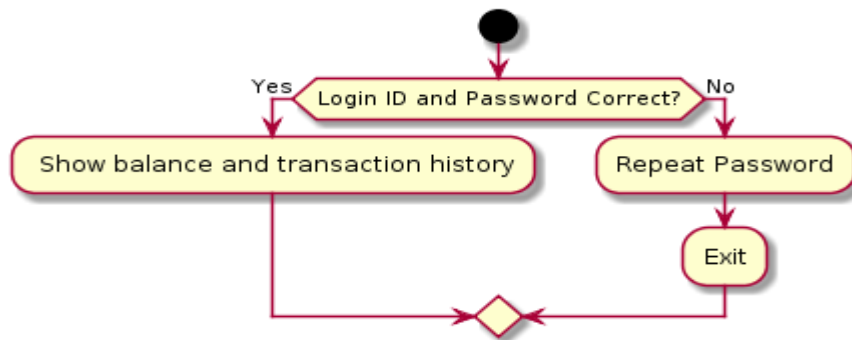 Login ID and Password Correct?
Yes
No
Show balance and transaction history
Repeat Password
Exit